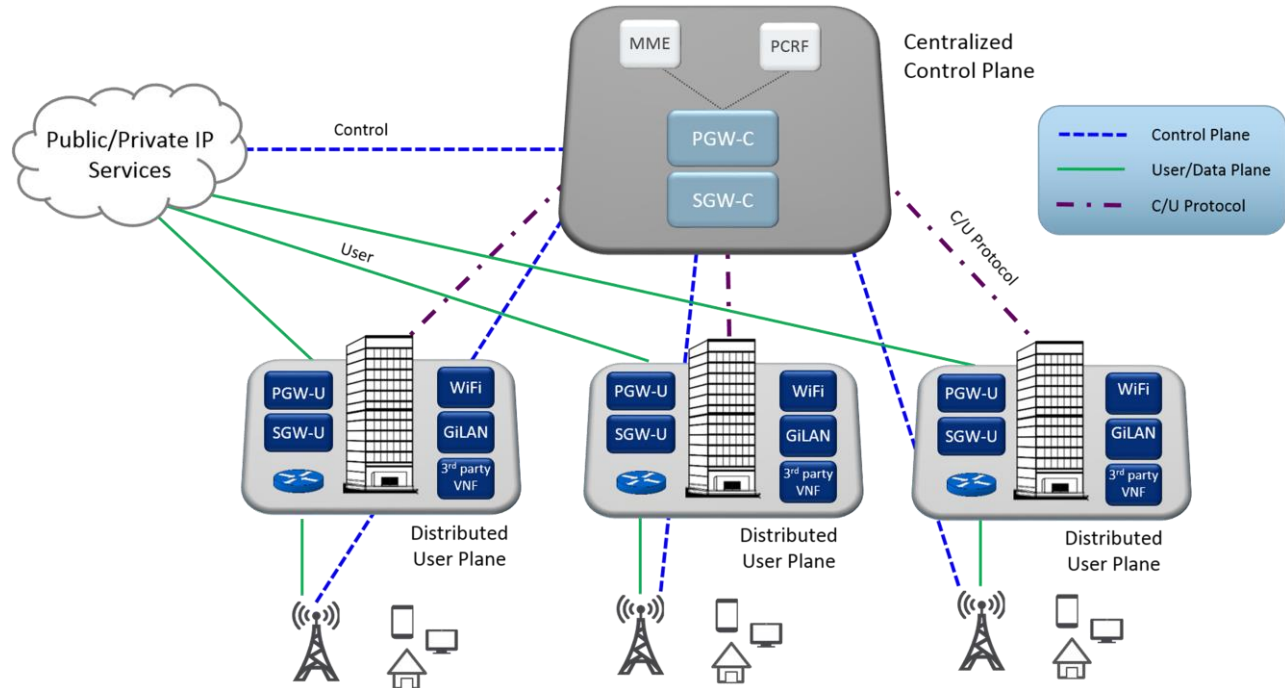 MME
PCRF
Centralized
Control Plane
PGW-C
SGW-C
Public/Private IP
Services
Control
User
C/U Protocol
Control Plane
User/Data Plane
C/U Protocol
PGW-U
SGW-U
WiFi
GiLAN
3rd party
VNF
Distributed
User Plane
PGW-U
SGW-U
WiFi
GiLAN
3rd party
VNF
Distributed
User Plane
PGW-U
SGW-U
WiFi
GiLAN
3rd party
VNF
Distributed
User Plane